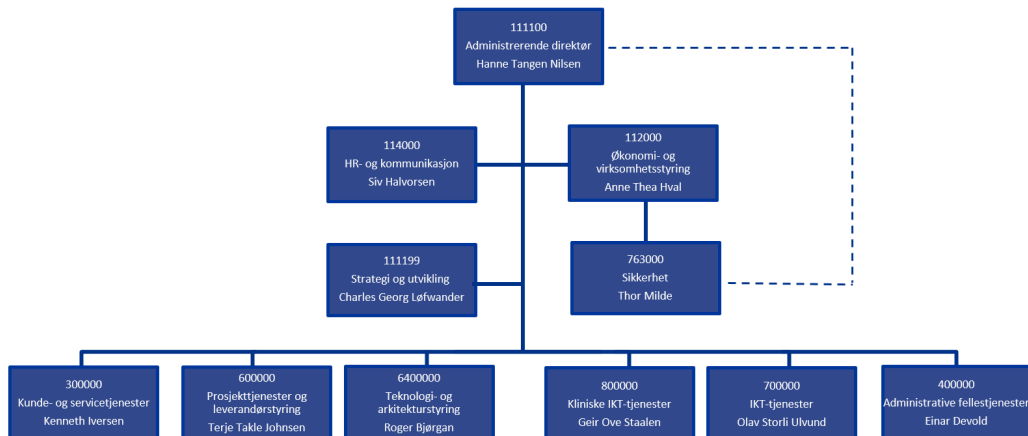 111100
Administrerende direktør
Hanne Tangen Nilsen
114000
HR- og kommunikasjon
Siv Halvorsen
112000
Økonomi- og
virksomhetsstyring
Anne Thea Hval
111199
Strategi og utvikling
Charles Georg Løfwander
763000
Sikkerhet
Thor Milde
300000
Kunde- og servicetjenester
Kenneth Iversen
600000
Prosjekttjenester og
leverandørstyring
Terje Takle Johnsen
6400000
Teknologi- og
arkitekturstyring
Roger Bjørgan
800000
Kliniske IKT-tjenester
Geir Ove Staalen
700000
IKT-tjenester
Olav Storli Ulvund
400000
Administrative fellestjenester
Einar Devold